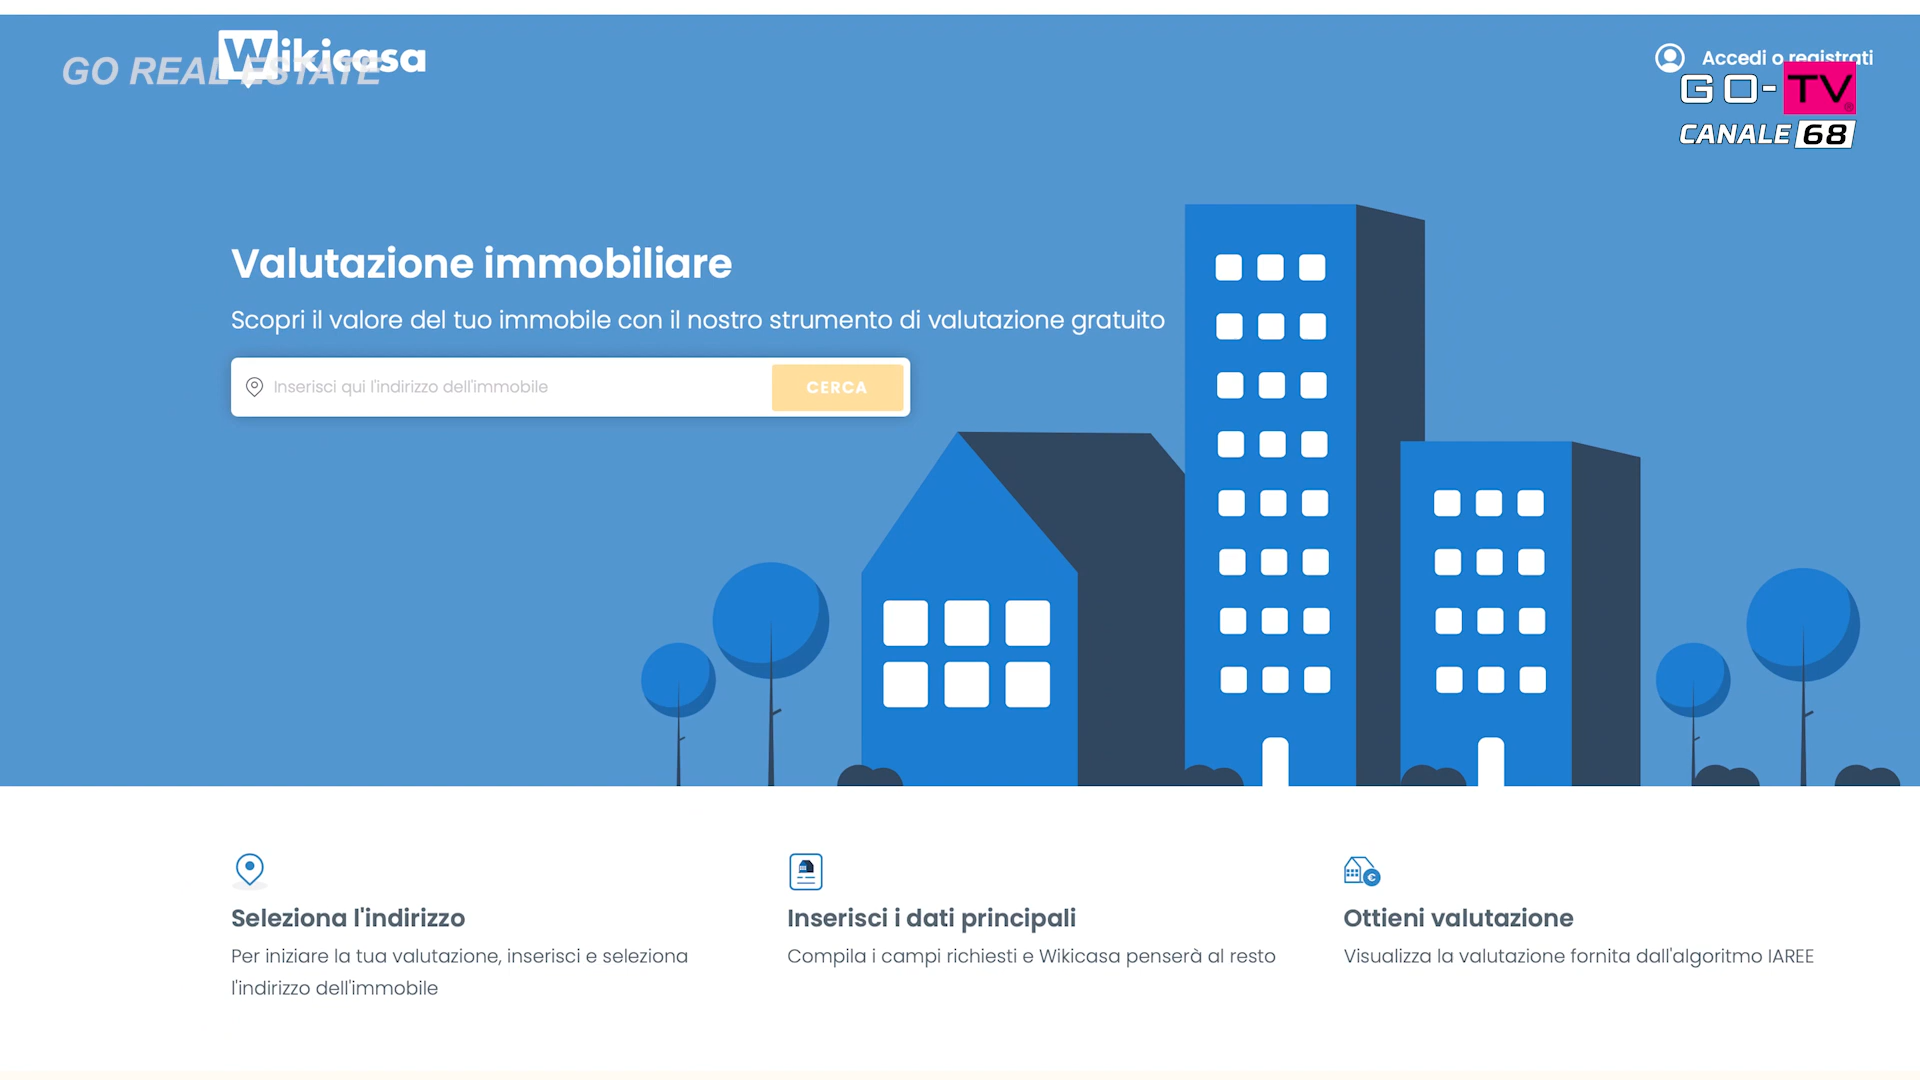 Wikicasa
GO REAL ESTATE
Accedi o registrati
GO-TV
CANALE 68
Valutazione immobiliare
Scopri il valore del tuo immobile con il nostro strumento di valutazione gratuito
Inserisci qui l'indirizzo dell'immobile
CERCA
Seleziona l'indirizzo
Per iniziare la tua valutazione, inserisci e seleziona
l'indirizzo dell'immobile
Inserisci i dati principali
Compila i campi richiesti e Wikicasa penserà al resto
Ottieni valutazione
Visualizza la valutazione fornita dall'algoritmo IAREE